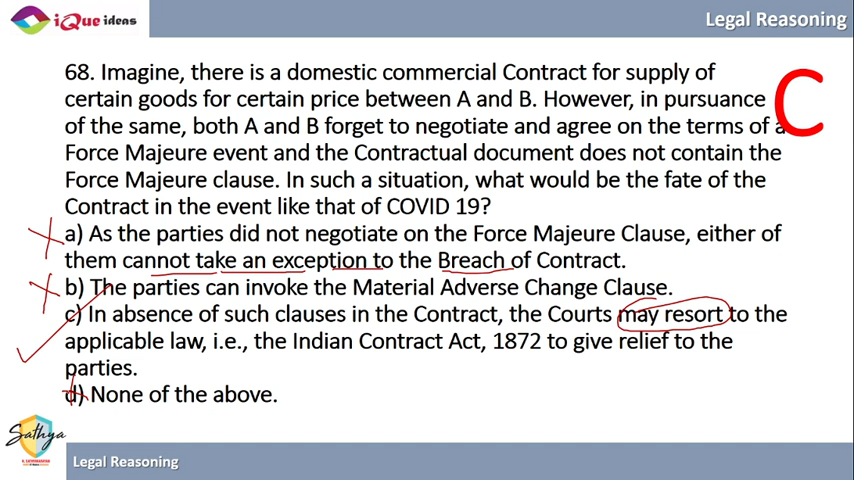 iQue ideas
Legal Reasoning
68. Imagine, there is a domestic commercial Contract for supply of
certain goods for certain price between A and B. However, in pursuance
of the same, both A and B forget to negotiate and agree on the terms of a
Force Majeure event and the Contractual document does not contain the
Force Majeure clause. In such a situation, what would be the fate of the
Contract in the event like that of COVID 19?
C
a) As the parties did not negotiate on the Force Majeure Clause, either of
them cannot take an exception to the Breach of Contract.
b) The parties can invoke the Material Adverse Change Clause.
c) In absence of such clauses in the Contract, the Courts may resort to the
applicable law, i.e., the Indian Contract Act, 1872 to give relief to the
parties.
d) None of the above.
Sathya
Legal Reasoning